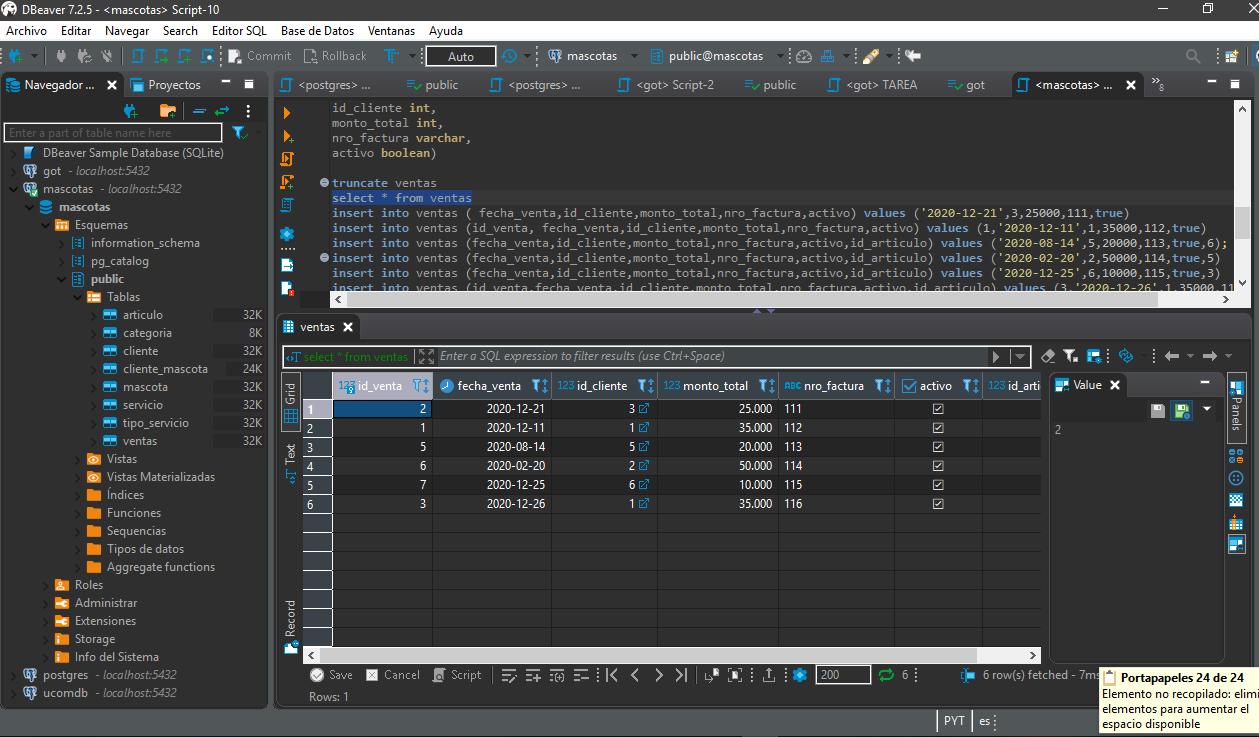 DBeaver 7.2.5 - <mascotas> Script-10
Archivo Editar Navegar Search Editor SQL Base de Datos Ventanas Ayuda
Commit Rollback Auto mascotas public@mascotas
Navegador ... Proyectos
<postgres> ... public <postgres> ... <got> Script-2 public <got> TAREA got <mascotas> ... »8
Enter a part of table name here
DBeaver Sample Database (SQLite)
got - localhost:5432
mascotas - localhost:5432
mascotas
Esquemas
information_schema
pg_catalog
public
Tablas
articulo 32K
categoria 8K
cliente 32K
cliente_mascota 24K
mascota 32K
servicio 32K
tipo_servicio 32K
ventas 32K
Vistas
Vistas Materializadas
Índices
Funciones
Sequencias
Tipos de datos
Aggregate functions
Roles
Administrar
Extensiones
Storage
Info del Sistema
postgres - localhost:5432
ucomdb - localhost:5432
id_cliente int,
monto_total int,
nro_factura varchar,
activo boolean)
truncate ventas
select * from ventas
insert into ventas ( fecha_venta,id_cliente,monto_total,nro_factura,activo) values ('2020-12-21',3,25000,111,true)
insert into ventas (id_venta, fecha_venta,id_cliente,monto_total,nro_factura,activo) values (1,'2020-12-11',1,35000,112,true)
insert into ventas (fecha_venta,id_cliente,monto_total,nro_factura,activo,id_articulo) values ('2020-08-14',5,20000,113,true,6);
insert into ventas (fecha_venta,id_cliente,monto_total,nro_factura,activo,id_articulo) values ('2020-02-20',2,50000,114,true,5)
insert into ventas (fecha_venta,id_cliente,monto_total,nro_factura,activo,id_articulo) values ('2020-12-25',6,10000,115,true,3)
insert into ventas (id_venta,fecha_venta,id_cliente,monto_total,nro_factura,activo,id_articulo) values (3,'2020-12-26',1,35000,11
ventas
select * from ventas Enter a SQL expression to filter results (use Ctrl+Space)
Grid
Text
Record
123 id_venta fecha_venta 123 id_cliente 123 monto_total ABC nro_factura activo 123 id_arti
1 2 2020-12-21 3 25.000 111
2 1 2020-12-11 1 35.000 112
3 5 2020-08-14 5 20.000 113
4 6 2020-02-20 2 50.000 114
5 7 2020-12-25 6 10.000 115
6 3 2020-12-26 1 35.000 116
Value
2
Panels
Save Cancel Script 200 6 6 row(s) fetched - 7ms
Rows: 1
PYT es
Portapapeles 24 de 24
Elemento no recopilado: elimi
elementos para aumentar el
espacio disponible